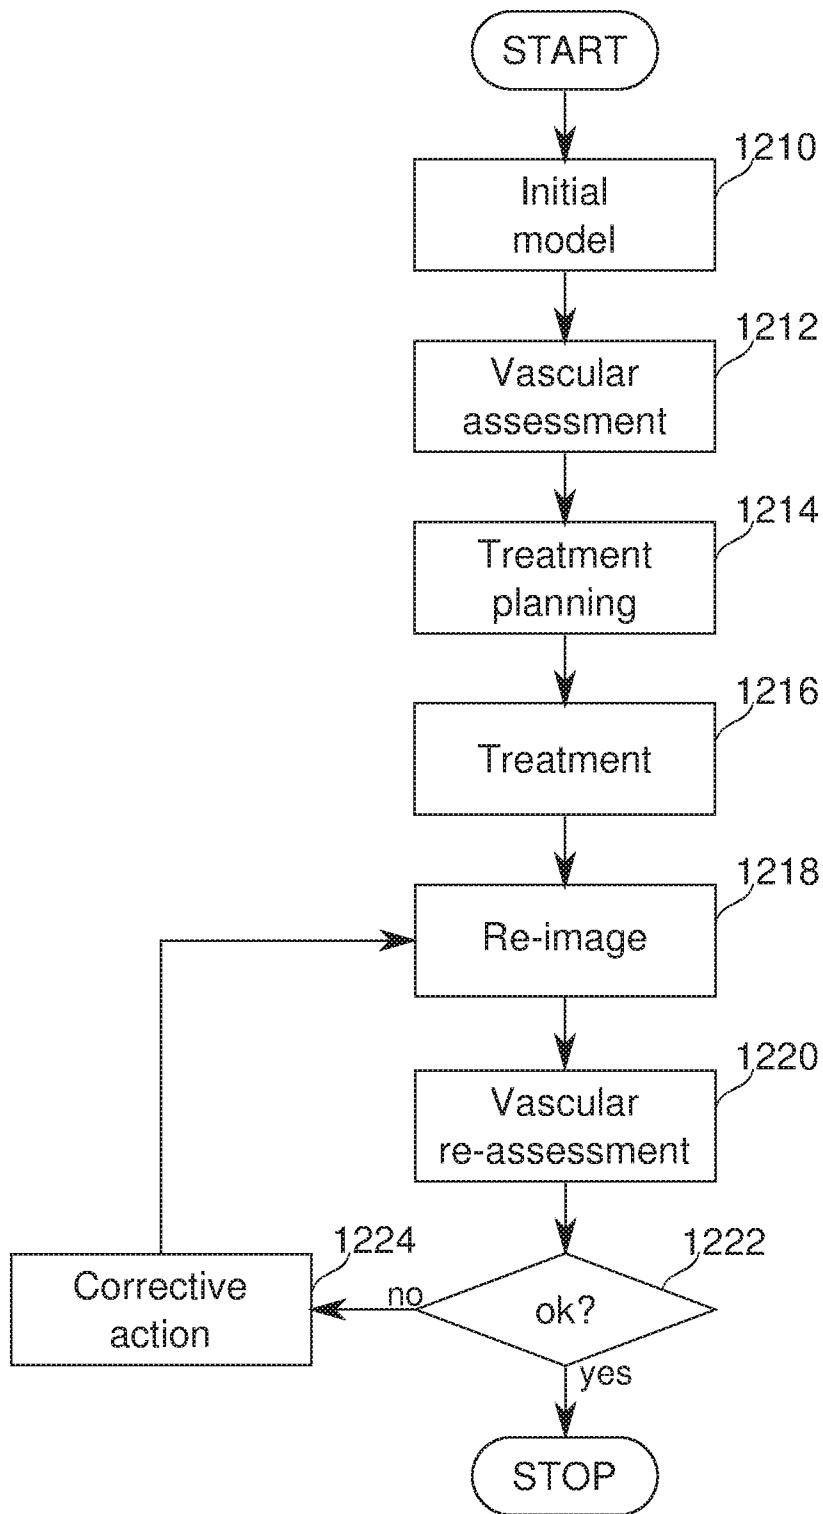 START
1210
Initial
model
1212
Vascular
assessment
1214
Treatment
planning
1216
Treatment
1218
Re-image
1220
Vascular
re-assessment
1224
Corrective
action
no
1222
ok?
yes
STOP